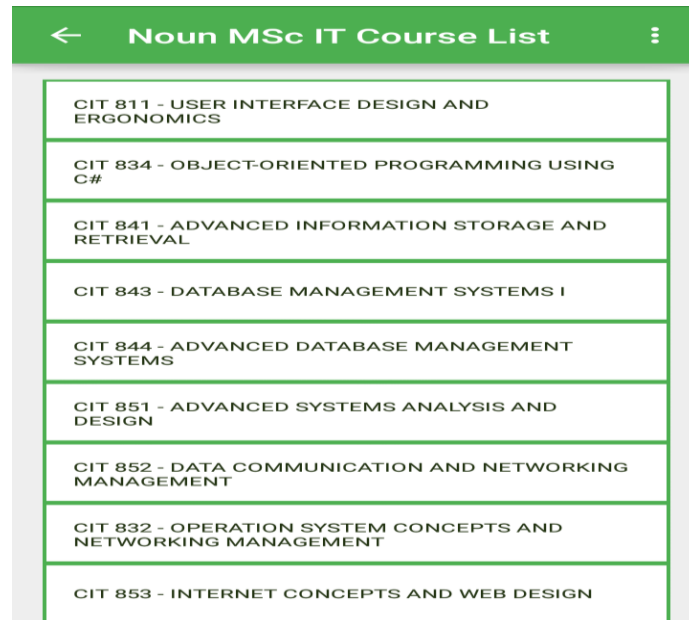 Noun MSc IT Course List
CIT 811 - USER INTERFACE DESIGN AND
ERGONOMICS
CIT 834 - OBJECT-ORIENTED PROGRAMMING USING
C#
CIT 841 - ADVANCED INFORMATION STORAGE AND
RETRIEVAL
CIT 843 - DATABASE MANAGEMENT SYSTEMS I
CIT 844 - ADVANCED DATABASE MANAGEMENT
SYSTEMS
CIT 851 - ADVANCED SYSTEMS ANALYSIS AND
DESIGN
CIT 852 - DATA COMMUNICATION AND NETWORKING
MANAGEMENT
CIT 832 - OPERATION SYSTEM CONCEPTS AND
NETWORKING MANAGEMENT
CIT 853 - INTERNET CONCEPTS AND WEB DESIGN